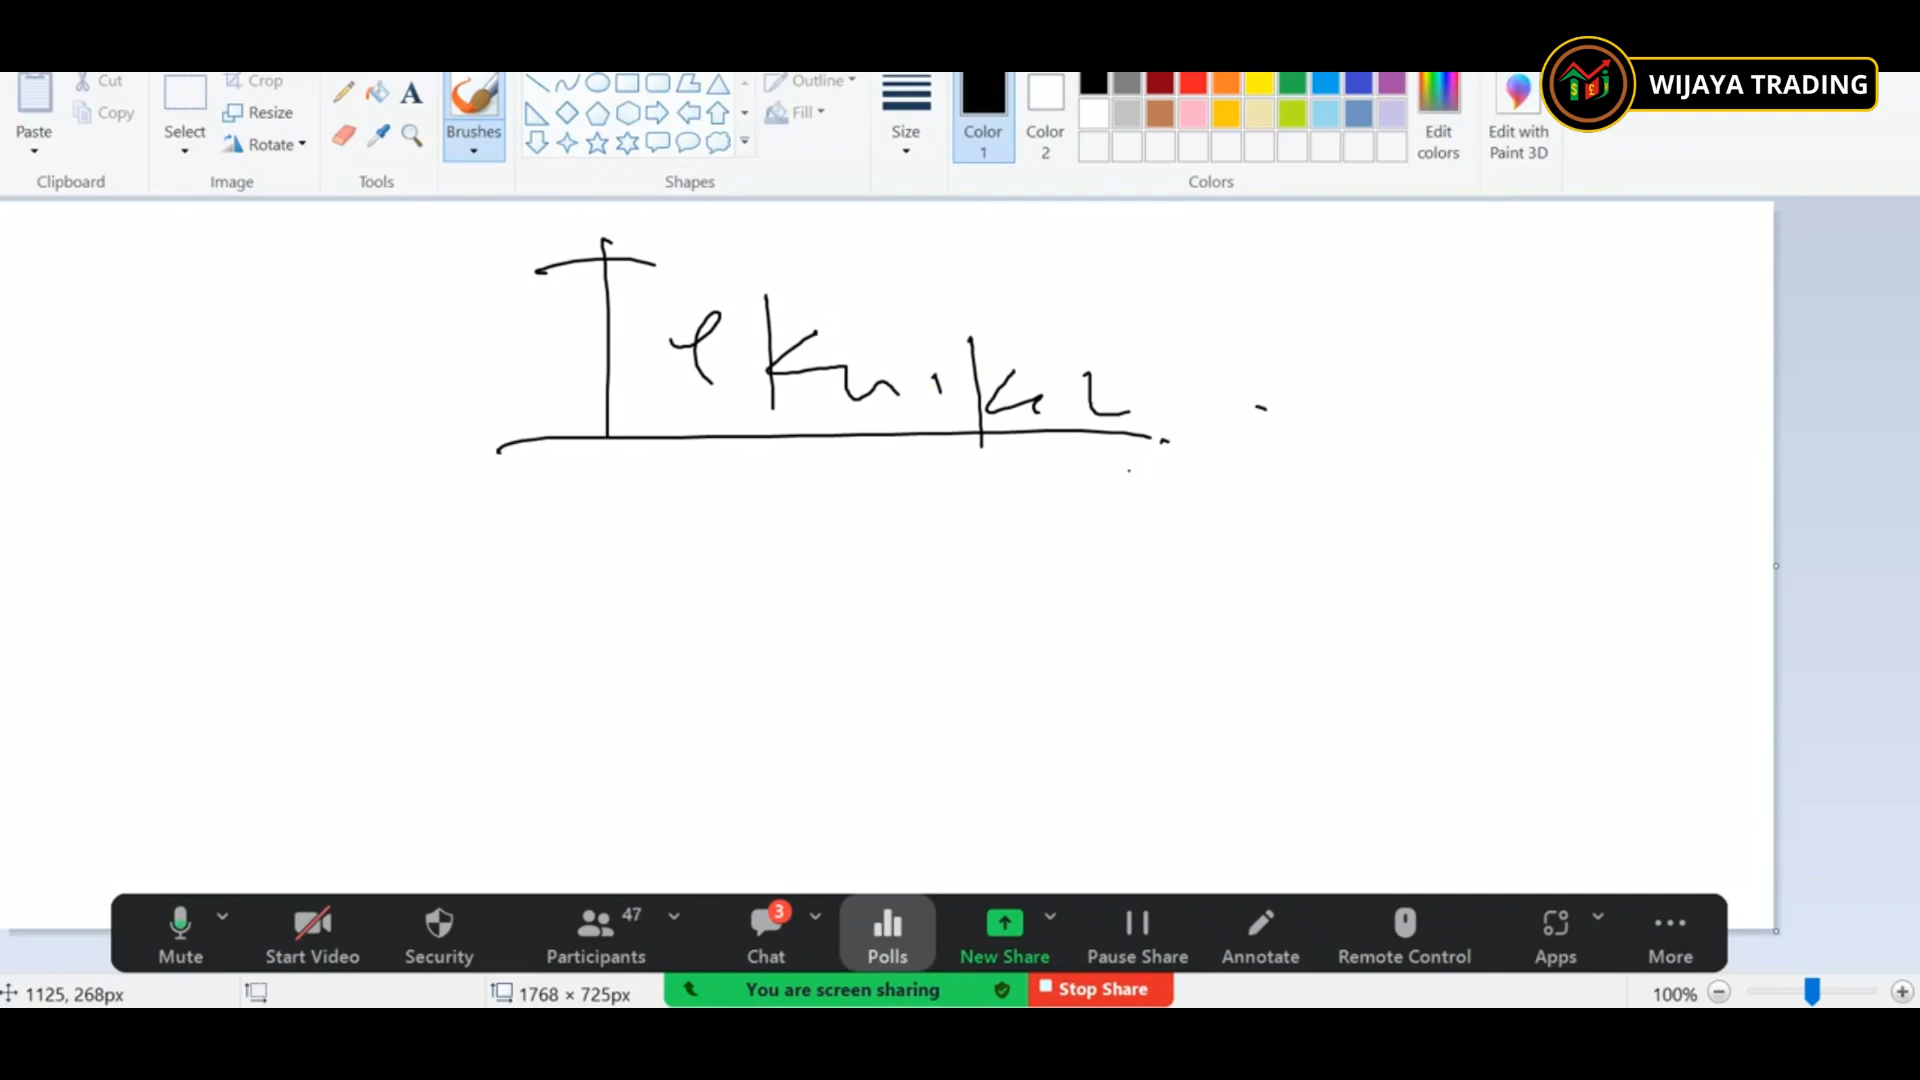 WIJAYA TRADING
Cut
Copy
Paste
Clipboard
Crop
Resize
Rotate
Select
Image
A
Tools
Brushes
Shapes
Outline
Fill
Size
Color 1
Color 2
Edit colors
Edit with Paint 3D
Colors
Teknikal
Mute
Start Video
Security
47
Participants
3
Chat
Polls
New Share
Pause Share
Annotate
Remote Control
Apps
More
1125, 268px
1768 × 725px
You are screen sharing
Stop Share
100%